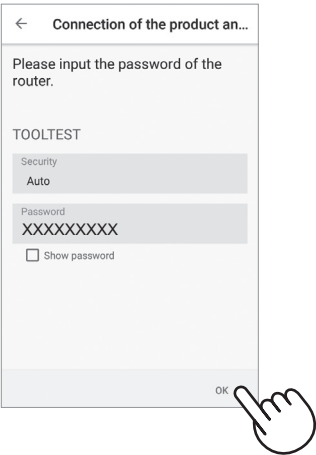 Connection of the product an...
Please input the password of the
router.
TOOLTEST
Security
Auto
Password
XXXXXXXXX
Show password
OK